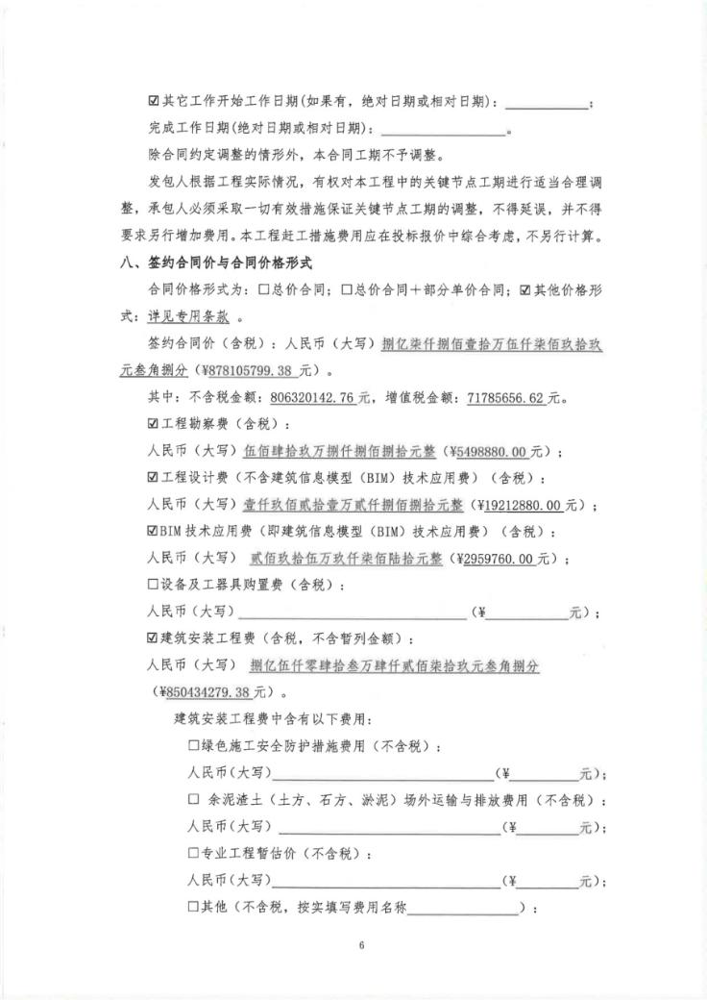 ☑其它工作开始工作日期(如果有，绝对日期或相对日期)：____________；
完成工作日期(绝对日期或相对日期)：____________________。
除合同约定调整的情形外，本合同工期不予调整。
发包人根据工程实际情况，有权对本工程中的关键节点工期进行适当合理调
整，承包人必须采取一切有效措施保证关键节点工期的调整，不得延误，并不得
要求另行增加费用。本工程赶工措施费用应在投标报价中综合考虑，不另行计算。
八、签约合同价与合同价格形式
合同价格形式为：□总价合同；□总价合同＋部分单价合同；☑其他价格形
式：详见专用条款 。
签约合同价（含税）：人民币（大写）捌亿柒仟捌佰壹拾万伍仟柒佰玖拾玖
元叁角捌分（¥878105799.38 元）。
其中：不含税金额：806320142.76 元，增值税金额：71785656.62 元。
☑工程勘察费（含税）：
人民币（大写）伍佰肆拾玖万捌仟捌佰捌拾元整（¥5498880.00 元）；
☑工程设计费（不含建筑信息模型（BIM）技术应用费）（含税）：
人民币（大写）壹仟玖佰贰拾壹万贰仟捌佰捌拾元整（¥19212880.00 元）；
☑BIM 技术应用费（即建筑信息模型（BIM）技术应用费）（含税）：
人民币（大写） 贰佰玖拾伍万玖仟柒佰陆拾元整（¥2959760.00 元）；
□设备及工器具购置费（含税）：
人民币（大写）____________________（¥____________元）；
☑建筑安装工程费（含税，不含暂列金额）：
人民币（大写） 捌亿伍仟零肆拾叁万肆仟贰佰柒拾玖元叁角捌分
（¥850434279.38 元）。
建筑安装工程费中含有以下费用：
□绿色施工安全防护措施费用（不含税）：
人民币(大写)____________________（¥__________元）；
□ 余泥渣土（土方、石方、淤泥）场外运输与排放费用（不含税）：
人民币(大写) ____________________（¥__________元）；
□专业工程暂估价（不含税）：
人民币(大写)____________________（¥__________元）；
□其他（不含税，按实填写费用名称________________）：
6